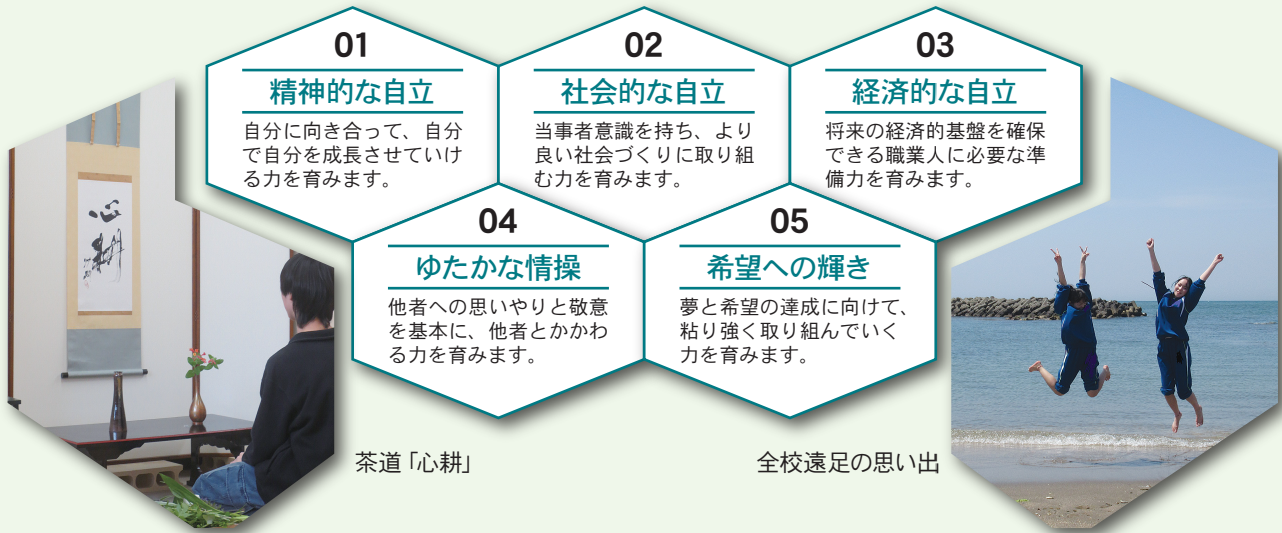 01
精神的な自立
自分に向き合って、自分
で自分を成長させていけ
る力を育みます。
02
社会的な自立
当事者意識を持ち、より
良い社会づくりに取り組
む力を育みます。
03
経済的な自立
将来の経済的基盤を確保
できる職業人に必要な準
備力を育みます。
04
ゆたかな情操
他者への思いやりと敬意
を基本に、他者とかかわ
る力を育みます。
05
希望への輝き
夢と希望の達成に向けて、
粘り強く取り組んでいく
力を育みます。
心
耕
茶道「心耕」
全校遠足の思い出